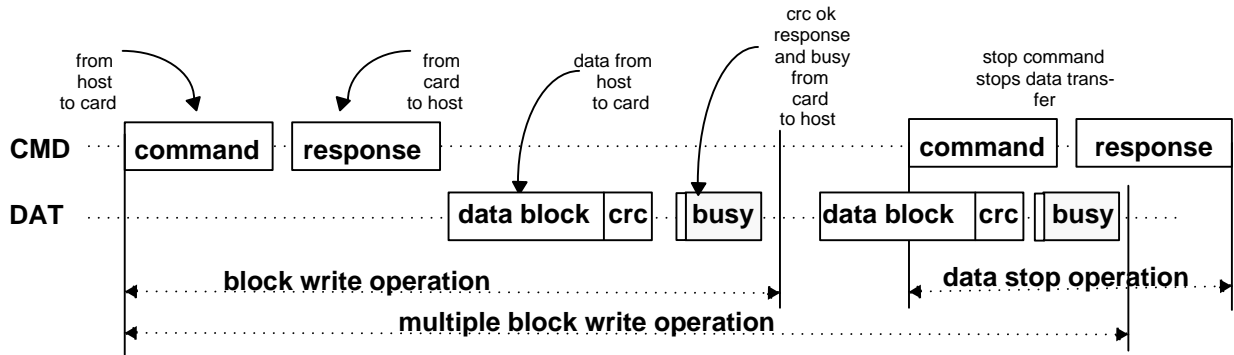 from
host
to card
from
card
to host
data from
host
to card
crc ok
response
and busy
from
card
to host
stop command
stops data trans-
fer
CMD command response command response
DAT data block crc busy data block crc busy
block write operation data stop operation
multiple block write operation